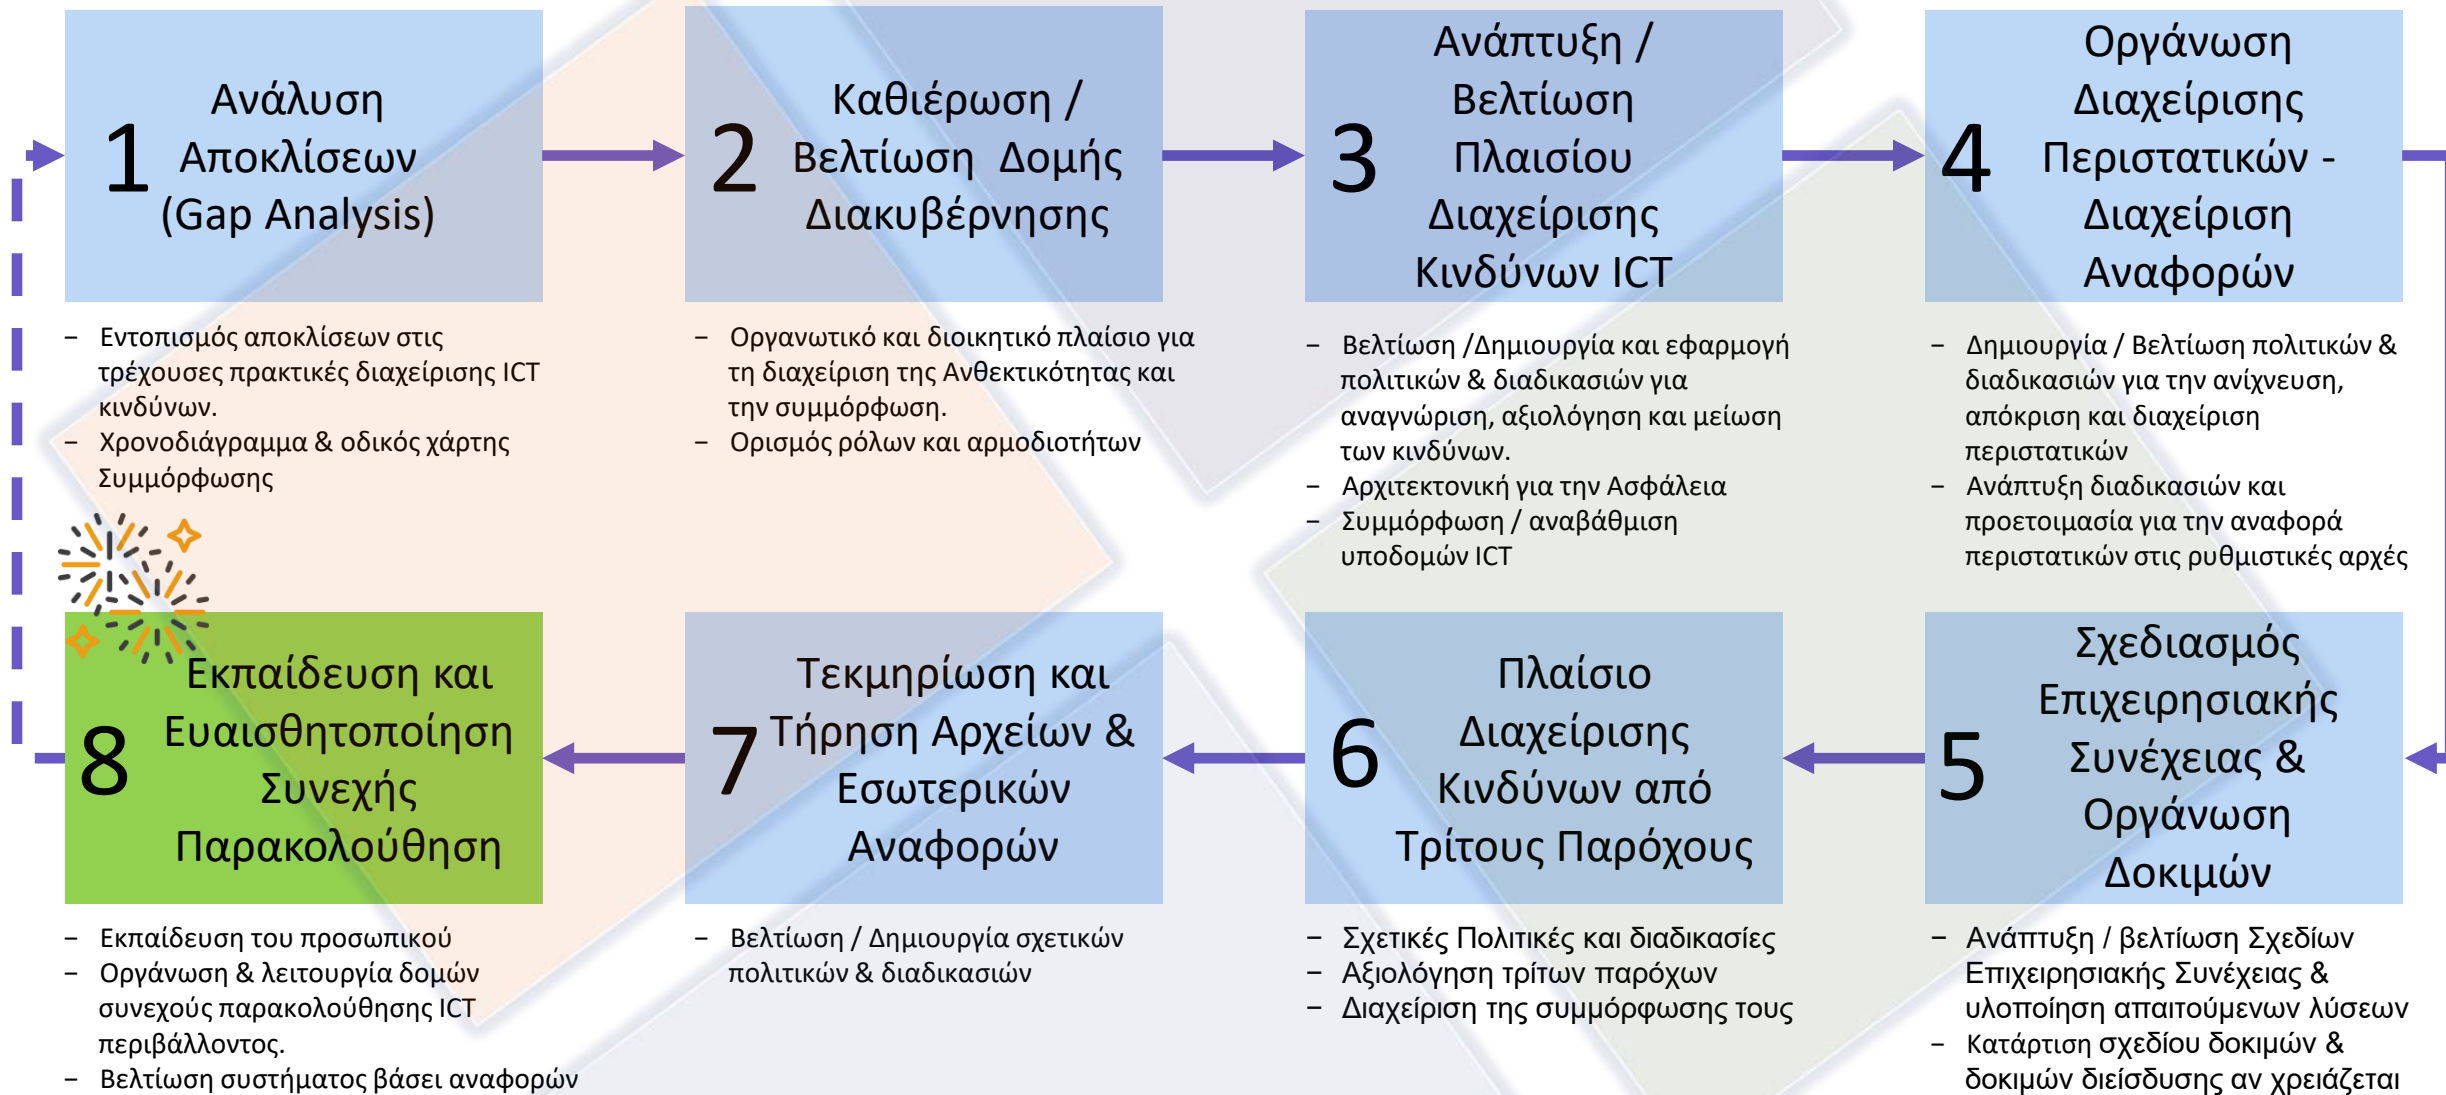 1
Ανάλυση
Αποκλίσεων
(Gap Analysis)
– Εντοπισμός αποκλίσεων στις
τρέχουσες πρακτικές διαχείρισης ICT
κινδύνων.
– Χρονοδιάγραμμα & οδικός χάρτης
Συμμόρφωσης
2
Καθιέρωση /
Βελτίωση Δομής
Διακυβέρνησης
– Οργανωτικό και διοικητικό πλαίσιο για
τη διαχείριση της Ανθεκτικότητας και
την συμμόρφωση.
– Ορισμός ρόλων και αρμοδιοτήτων
3
Ανάπτυξη /
Βελτίωση
Πλαισίου
Διαχείρισης
Κινδύνων ICT
– Βελτίωση /Δημιουργία και εφαρμογή
πολιτικών & διαδικασιών για
αναγνώριση, αξιολόγηση και μείωση
των κινδύνων.
– Αρχιτεκτονική για την Ασφάλεια
– Συμμόρφωση / αναβάθμιση
υποδομών ICT
4
Οργάνωση
Διαχείρισης
Περιστατικών -
Διαχείριση
Αναφορών
– Δημιουργία / Βελτίωση πολιτικών &
διαδικασιών για την ανίχνευση,
απόκριση και διαχείριση
περιστατικών
– Ανάπτυξη διαδικασιών και
προετοιμασία για την αναφορά
περιστατικών στις ρυθμιστικές αρχές
5
Σχεδιασμός
Επιχειρησιακής
Συνέχειας &
Οργάνωση
Δοκιμών
– Ανάπτυξη / βελτίωση Σχεδίων
Επιχειρησιακής Συνέχειας &
υλοποίηση απαιτούμενων λύσεων
– Κατάρτιση σχεδίου δοκιμών &
δοκιμών διείσδυσης αν χρειάζεται
6
Πλαίσιο
Διαχείρισης
Κινδύνων από
Τρίτους Παρόχους
– Σχετικές Πολιτικές και διαδικασίες
– Αξιολόγηση τρίτων παρόχων
– Διαχείριση της συμμόρφωσης τους
7
Τεκμηρίωση και
Τήρηση Αρχείων &
Εσωτερικών
Αναφορών
– Βελτίωση / Δημιουργία σχετικών
πολιτικών & διαδικασιών
8
Εκπαίδευση και
Ευαισθητοποίηση
Συνεχής
Παρακολούθηση
– Εκπαίδευση του προσωπικού
– Οργάνωση & λειτουργία δομών
συνεχούς παρακολούθησης ICT
περιβάλλοντος.
– Βελτίωση συστήματος βάσει αναφορών